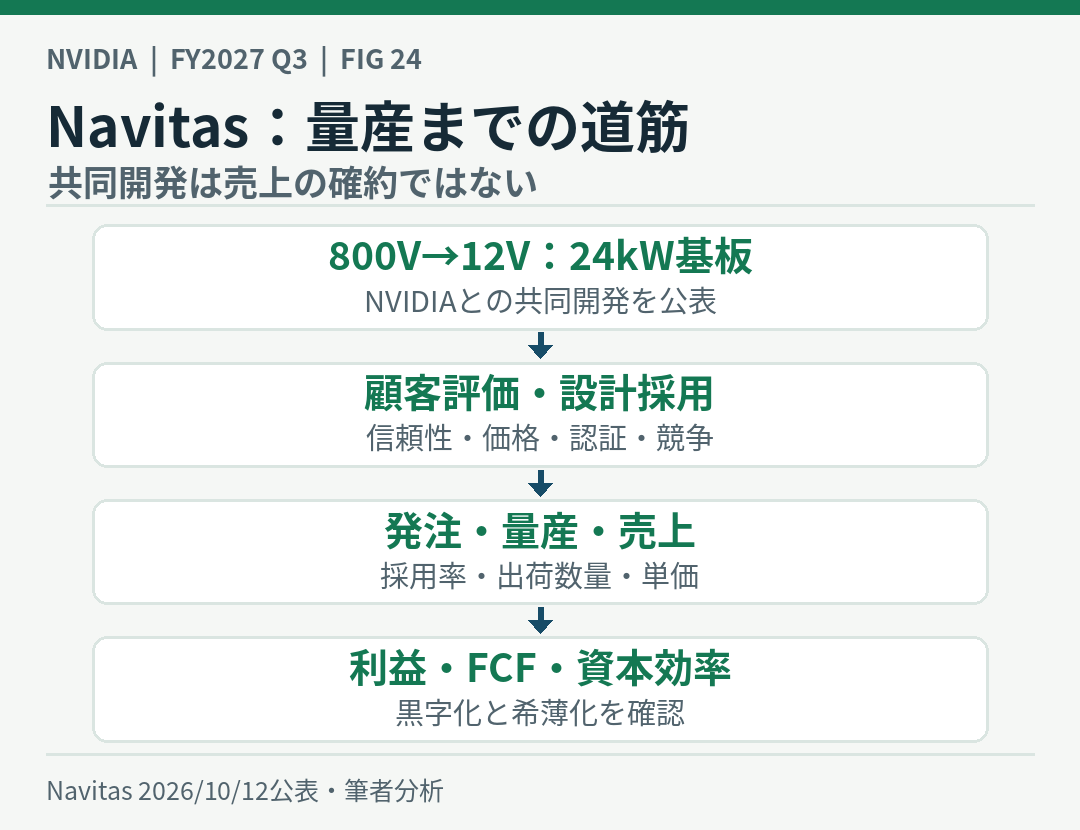 NVIDIA | FY2027 Q3 | FIG 24
Navitas：量産までの道筋
共同開発は売上の確約ではない
800V→12V：24kW基板
NVIDIAとの共同開発を公表
顧客評価・設計採用
信頼性・価格・認証・競争
発注・量産・売上
採用率・出荷数量・単価
利益・FCF・資本効率
黒字化と希薄化を確認
Navitas 2026/10/12公表・筆者分析